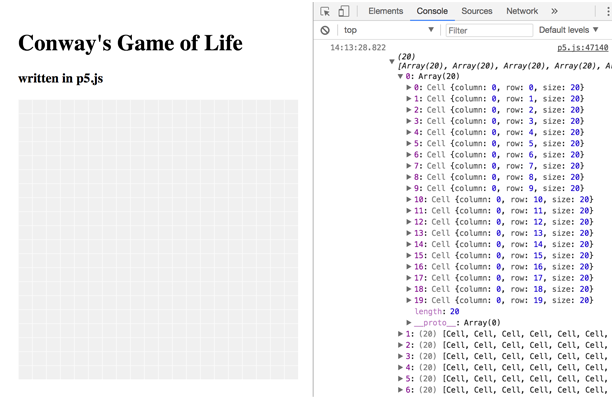 Conway's Game of Life
written in p5.js
Elements Console Sources Network »
top Filter Default levels
14:13:28.822 p5.js:47140
(20)
[Array(20), Array(20), Array(20), Array(20), A
0: Array(20)
0: Cell {column: 0, row: 0, size: 20}
1: Cell {column: 0, row: 1, size: 20}
2: Cell {column: 0, row: 2, size: 20}
3: Cell {column: 0, row: 3, size: 20}
4: Cell {column: 0, row: 4, size: 20}
5: Cell {column: 0, row: 5, size: 20}
6: Cell {column: 0, row: 6, size: 20}
7: Cell {column: 0, row: 7, size: 20}
8: Cell {column: 0, row: 8, size: 20}
9: Cell {column: 0, row: 9, size: 20}
10: Cell {column: 0, row: 10, size: 20}
11: Cell {column: 0, row: 11, size: 20}
12: Cell {column: 0, row: 12, size: 20}
13: Cell {column: 0, row: 13, size: 20}
14: Cell {column: 0, row: 14, size: 20}
15: Cell {column: 0, row: 15, size: 20}
16: Cell {column: 0, row: 16, size: 20}
17: Cell {column: 0, row: 17, size: 20}
18: Cell {column: 0, row: 18, size: 20}
19: Cell {column: 0, row: 19, size: 20}
length: 20
__proto__: Array(0)
1: (20) [Cell, Cell, Cell, Cell, Cell, Cell,
2: (20) [Cell, Cell, Cell, Cell, Cell, Cell,
3: (20) [Cell, Cell, Cell, Cell, Cell, Cell,
4: (20) [Cell, Cell, Cell, Cell, Cell, Cell,
5: (20) [Cell, Cell, Cell, Cell, Cell, Cell,
6: (20) [Cell, Cell, Cell, Cell, Cell, Cell,